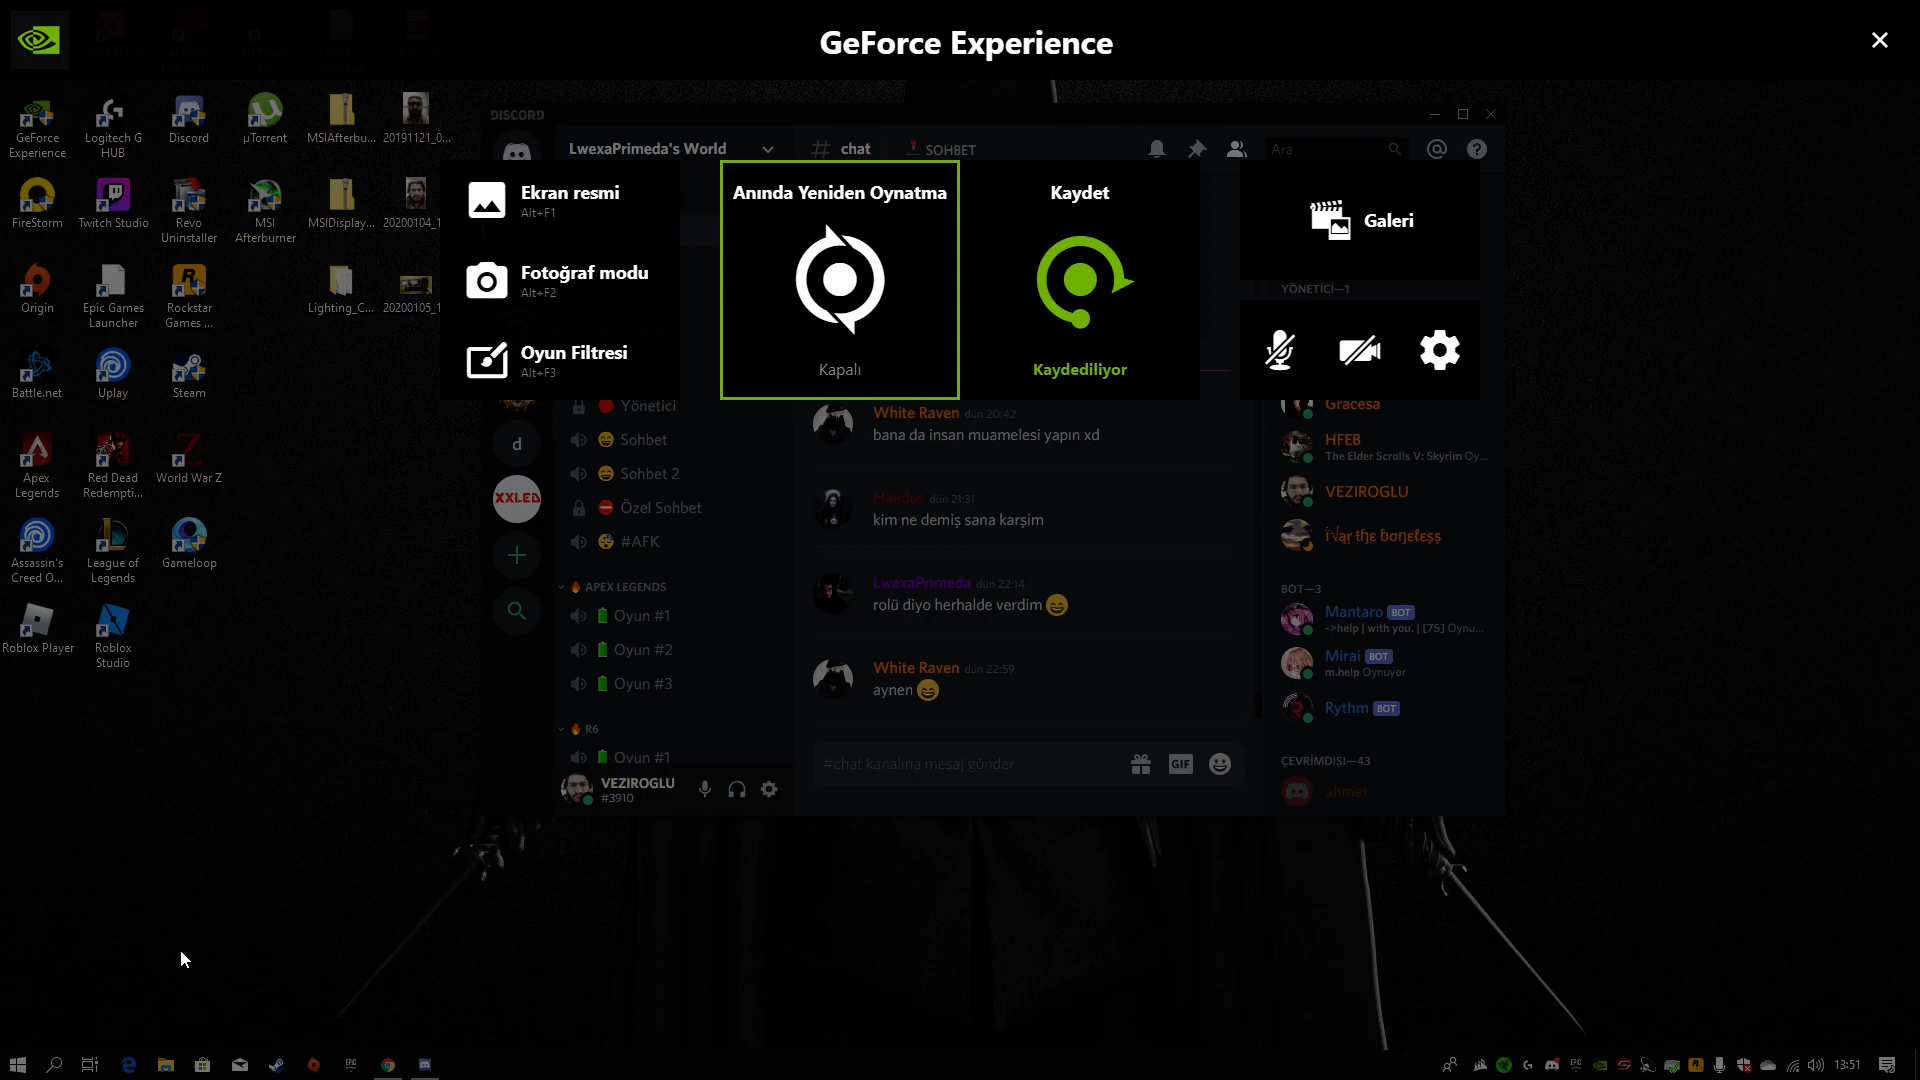 GeForce Experience
GeForce
Experience
Logitech G
HUB
Discord
µTorrent
MSIAfterbu...
20191121_0...
FireStorm
Twitch Studio
Revo
Uninstaller
MSI
Afterburner
MSIDisplay...
20200104_1
Origin
Epic Games
Launcher
Rockstar
Games ...
Lighting_C...
20200105_1
Battle.net
Uplay
Steam
Apex
Legends
Red Dead
Redempti...
World War Z
Assassin's
Creed O...
League of
Legends
Gameloop
Roblox Player
Roblox
Studio
DISCORD
LwexaPrimeda's World
# chat
SOHBET
Ara
Ekran resmi
Alt+F1
Fotoğraf modu
Alt+F2
Oyun Filtresi
Alt+F3
Anında Yeniden Oynatma
Kapalı
Kaydet
Kaydediliyor
Galeri
d
XXLED
Yönetici
Sohbet
Sohbet 2
Özel Sohbet
#AFK
APEX LEGENDS
Oyun #1
Oyun #2
Oyun #3
R6
Oyun #1
VEZIROGLU
#3910
White Raven dün 20:42
bana da insan muamelesi yapın xd
Haedus dün 21:31
kim ne demiş sana karşim
LwexaPrimeda dün 22:14
rolü diyo herhalde verdim 😄
White Raven dün 22:59
aynen 😄
#chat kanalına mesaj gönder
GIF
YÖNETİCİ—1
Gracesa
HFEB
The Elder Scrolls V: Skyrim Oy...
VEZIROGLU
BOT—3
Mantaro BOT
->help | with you. | [75] Oynu...
Mirai BOT
m.help Oynuyor
Rythm BOT
ÇEVRİMDIŞI—43
ahmet
EPIC
13:51